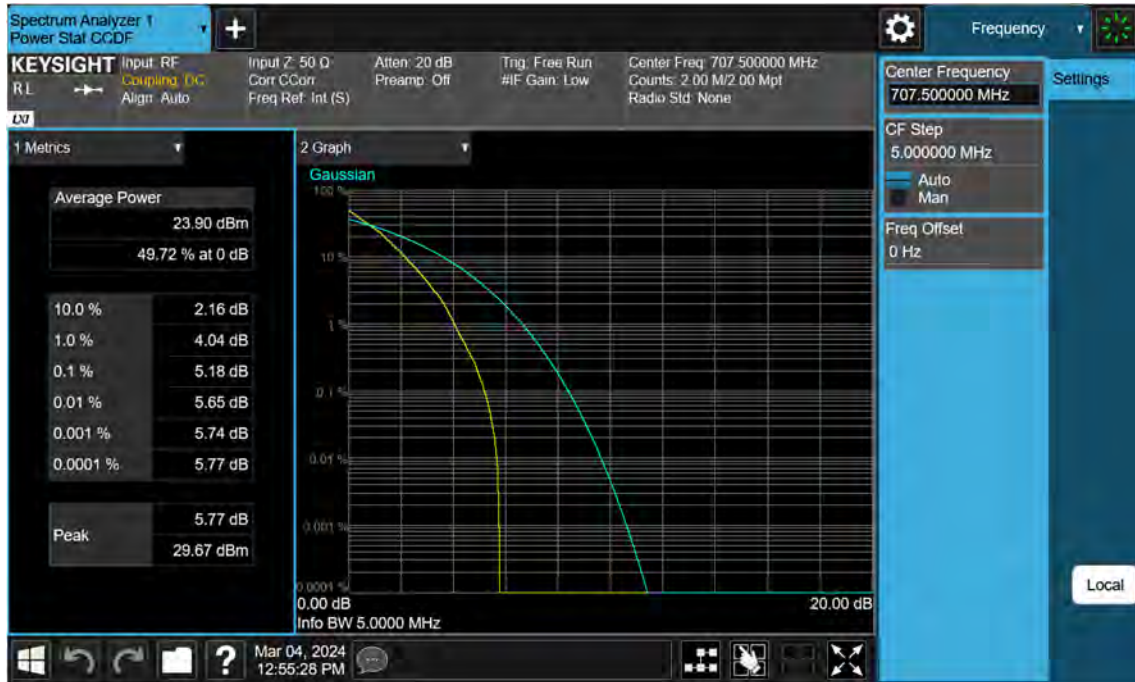 Spectrum Analyzer 1
Power Stat CCDF
Frequency
KEYSIGHT
R L
LXI
Input: RF
Coupling: DC
Align: Auto
Input Z: 50 Ω
Corr CCorr
Freq Ref: Int (S)
Atten: 20 dB
Preamp: Off
Trig: Free Run
#IF Gain: Low
Center Freq: 707.500000 MHz
Counts: 2.00 M/2.00 Mpt
Radio Std: None
Center Frequency
707.500000 MHz
Settings
CF Step
5.000000 MHz
Auto
Man
Freq Offset
0 Hz
Local
1 Metrics
Average Power
23.90 dBm
49.72 % at 0 dB
10.0 % 2.16 dB
1.0 % 4.04 dB
0.1 % 5.18 dB
0.01 % 5.65 dB
0.001 % 5.74 dB
0.0001 % 5.77 dB
Peak
5.77 dB
29.67 dBm
2 Graph
Gaussian
100 %
10 %
1 %
0.1 %
0.01 %
0.001 %
0.0001 %
0.00 dB 20.00 dB
Info BW 5.0000 MHz
?
Mar 04, 2024
12:55:28 PM